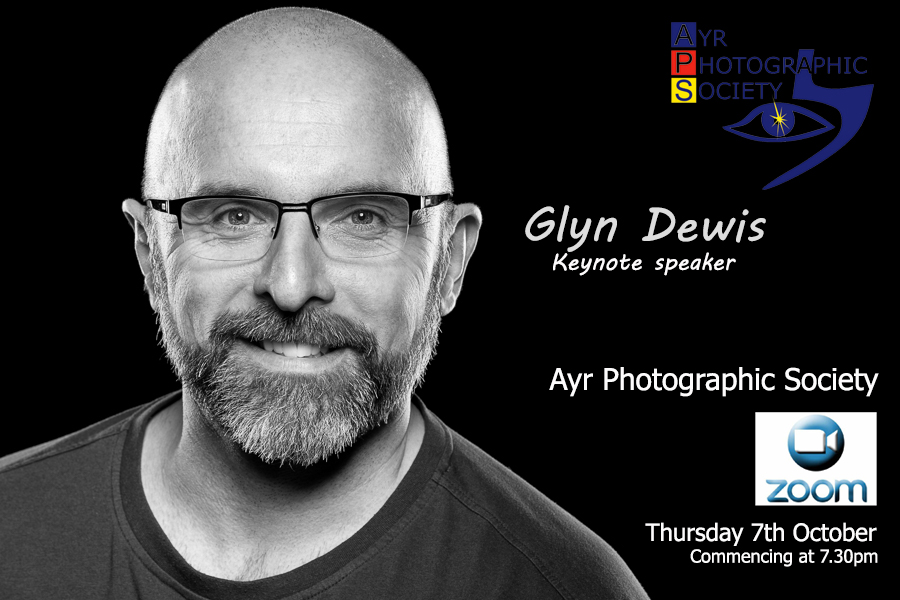 AYR
PHOTOGRAPHIC
SOCIETY
Glyn Dewis
Keynote speaker
Ayr Photographic Society
zoom
Thursday 7th October
Commencing at 7.30pm